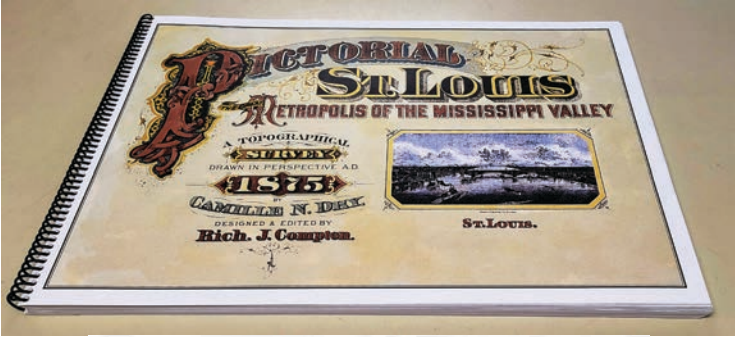 PICTORIAL
ST. LOUIS
THE METROPOLIS OF THE MISSISSIPPI VALLEY
A TOPOGRAPHICAL
SURVEY
DRAWN IN PERSPECTIVE A.D.
1875
BY
CAMILLE N. DRY
DESIGNED & EDITED BY
Rich. J. Compton.
ST. LOUIS.